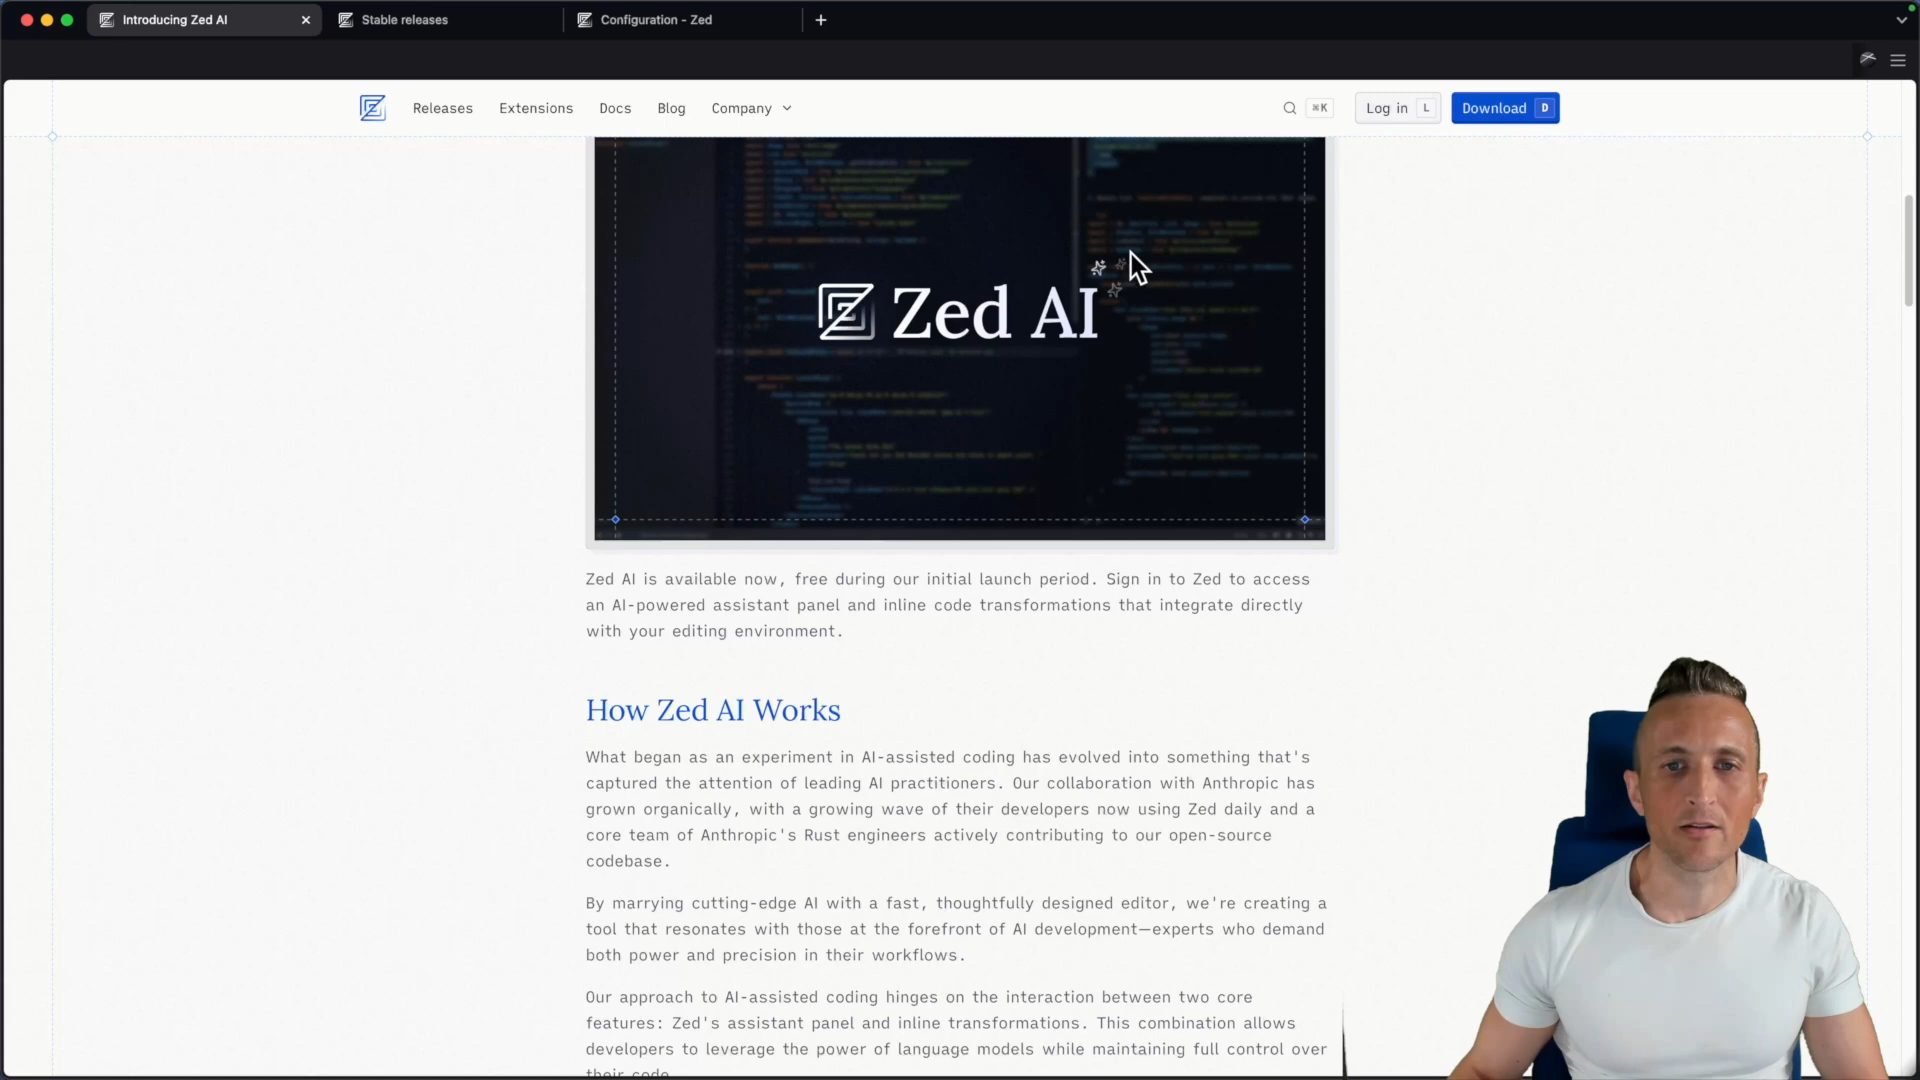 Introducing Zed AI
Stable releases
Configuration - Zed
Releases
Extensions
Docs
Blog
Company
⌘K
Log in L
Download D
Zed AI
Zed AI is available now, free during our initial launch period. Sign in to Zed to access
an AI-powered assistant panel and inline code transformations that integrate directly
with your editing environment.
How Zed AI Works
What began as an experiment in AI-assisted coding has evolved into something that's
captured the attention of leading AI practitioners. Our collaboration with Anthropic has
grown organically, with a growing wave of their developers now using Zed daily and a
core team of Anthropic's Rust engineers actively contributing to our open-source
codebase.
By marrying cutting-edge AI with a fast, thoughtfully designed editor, we're creating a
tool that resonates with those at the forefront of AI development—experts who demand
both power and precision in their workflows.
Our approach to AI-assisted coding hinges on the interaction between two core
features: Zed's assistant panel and inline transformations. This combination allows
developers to leverage the power of language models while maintaining full control over
their code.